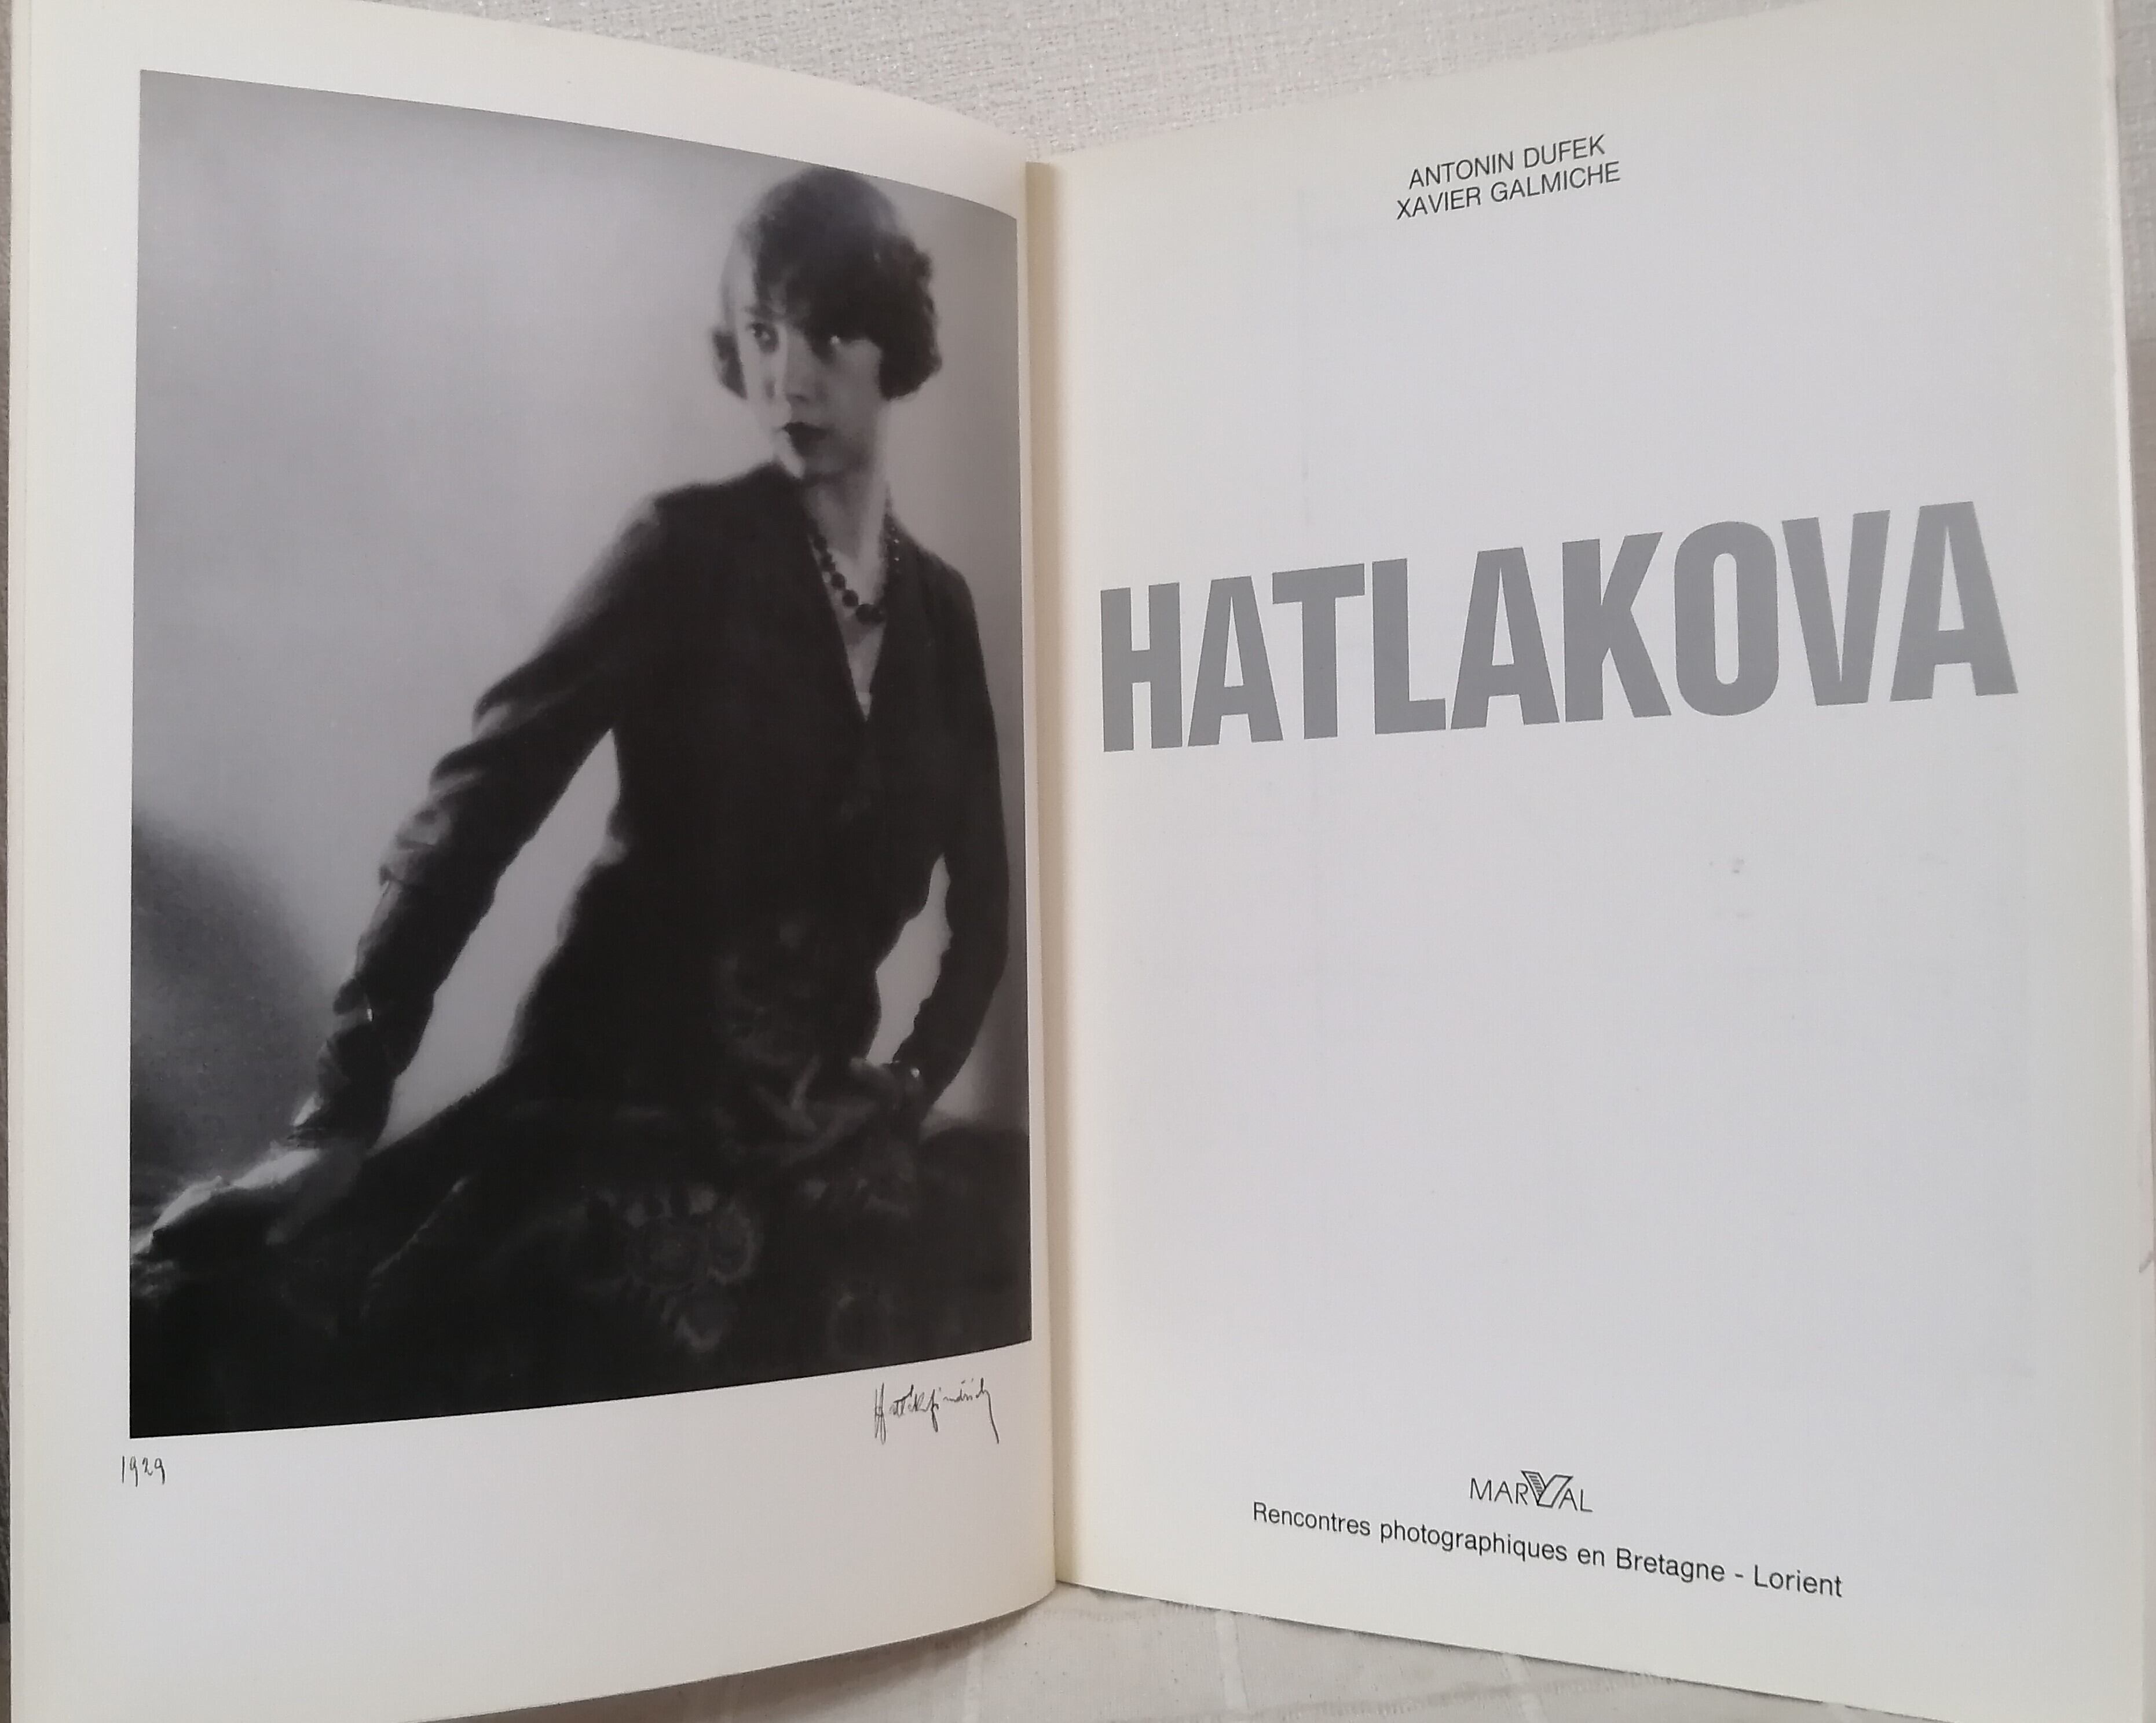 1929
ANTONIN DUFEK
XAVIER GALMICHE
HATLAKOVA
MARVAL
Rencontres photographiques en Bretagne - Lorient